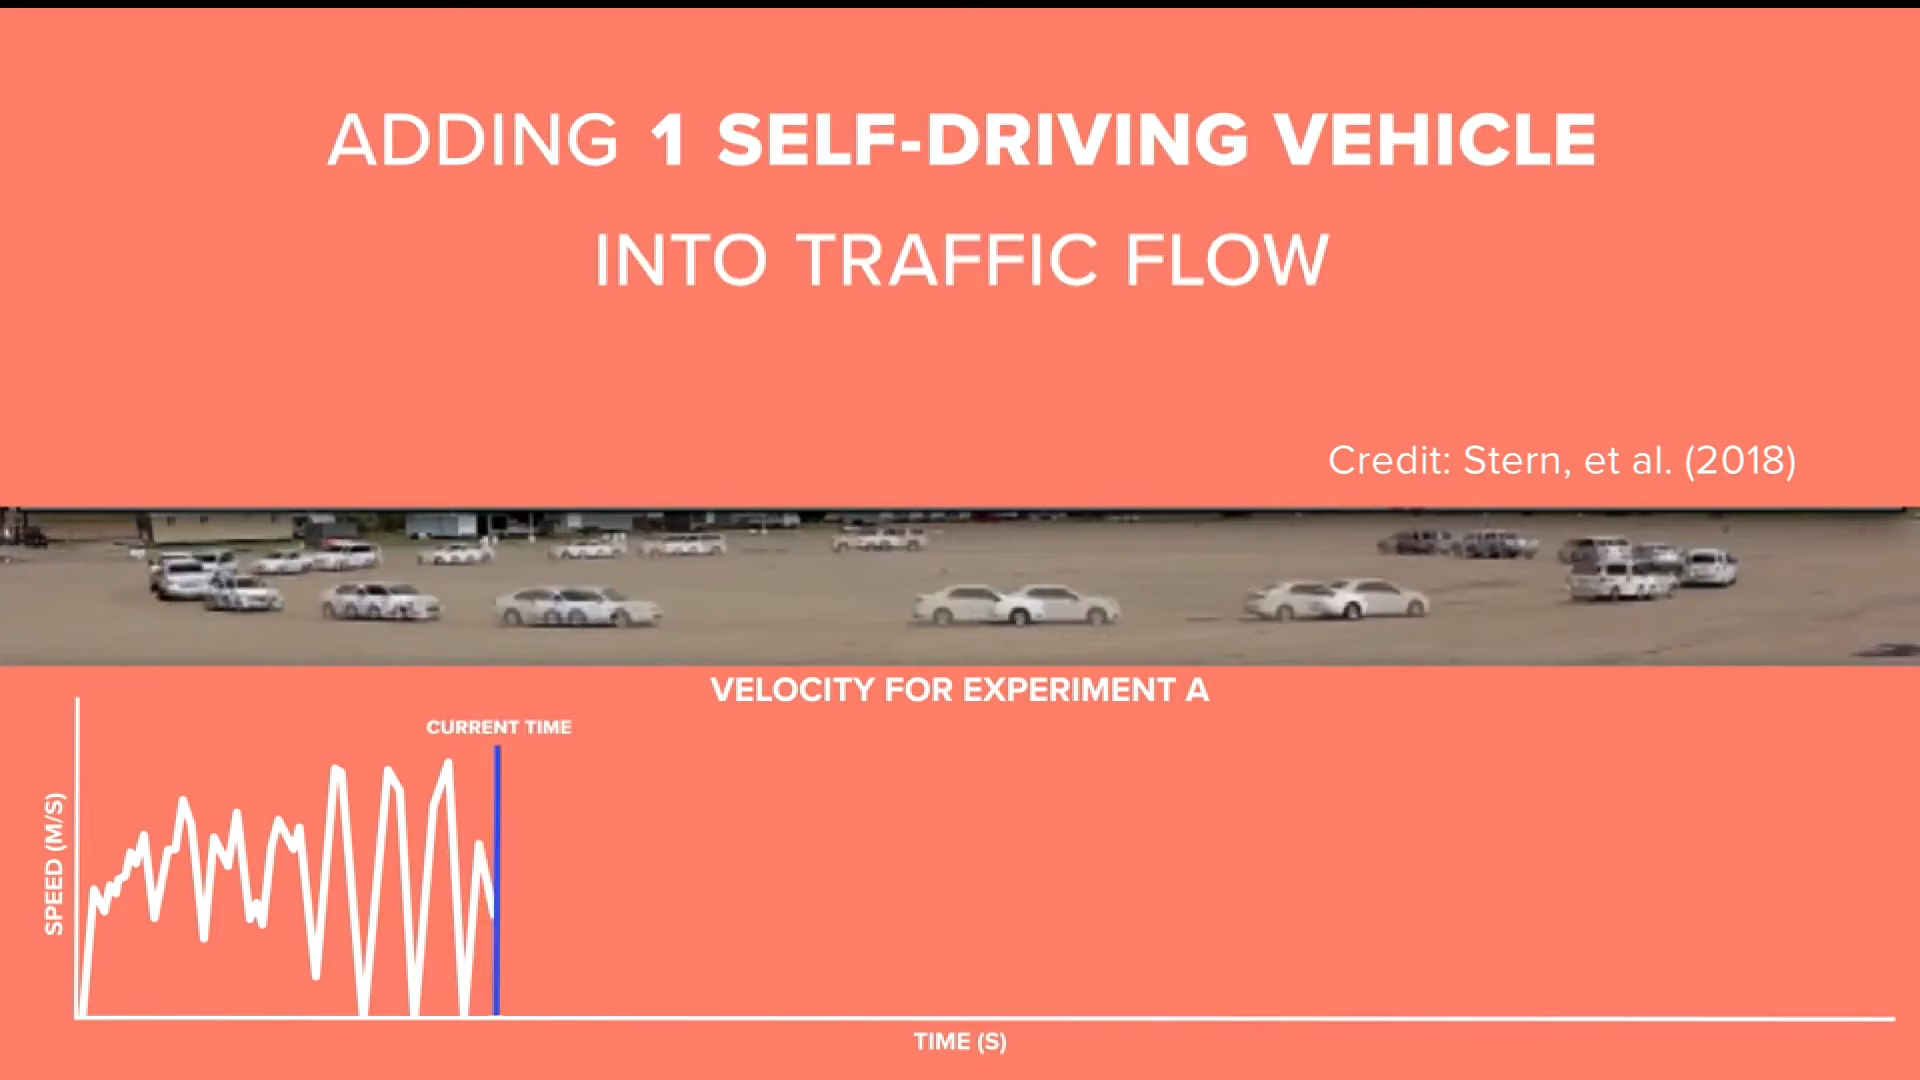 ADDING 1 SELF-DRIVING VEHICLE
INTO TRAFFIC FLOW
Credit: Stern, et al. (2018)
VELOCITY FOR EXPERIMENT A
CURRENT TIME
SPEED (M/S)
TIME (S)